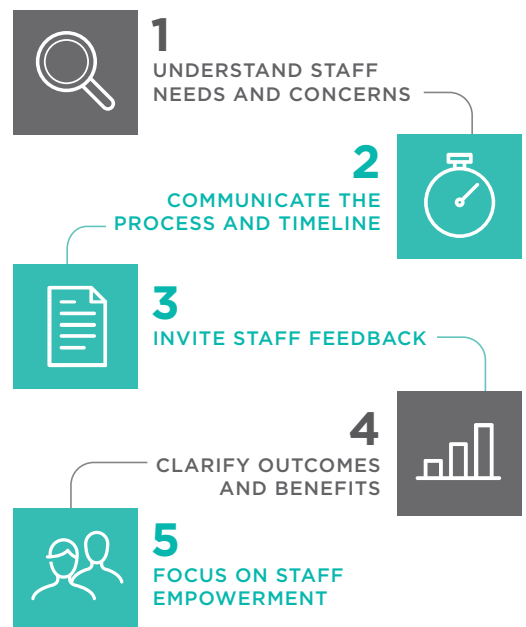 1
UNDERSTAND STAFF
NEEDS AND CONCERNS
2
COMMUNICATE THE
PROCESS AND TIMELINE
3
INVITE STAFF FEEDBACK
4
CLARIFY OUTCOMES
AND BENEFITS
5
FOCUS ON STAFF
EMPOWERMENT